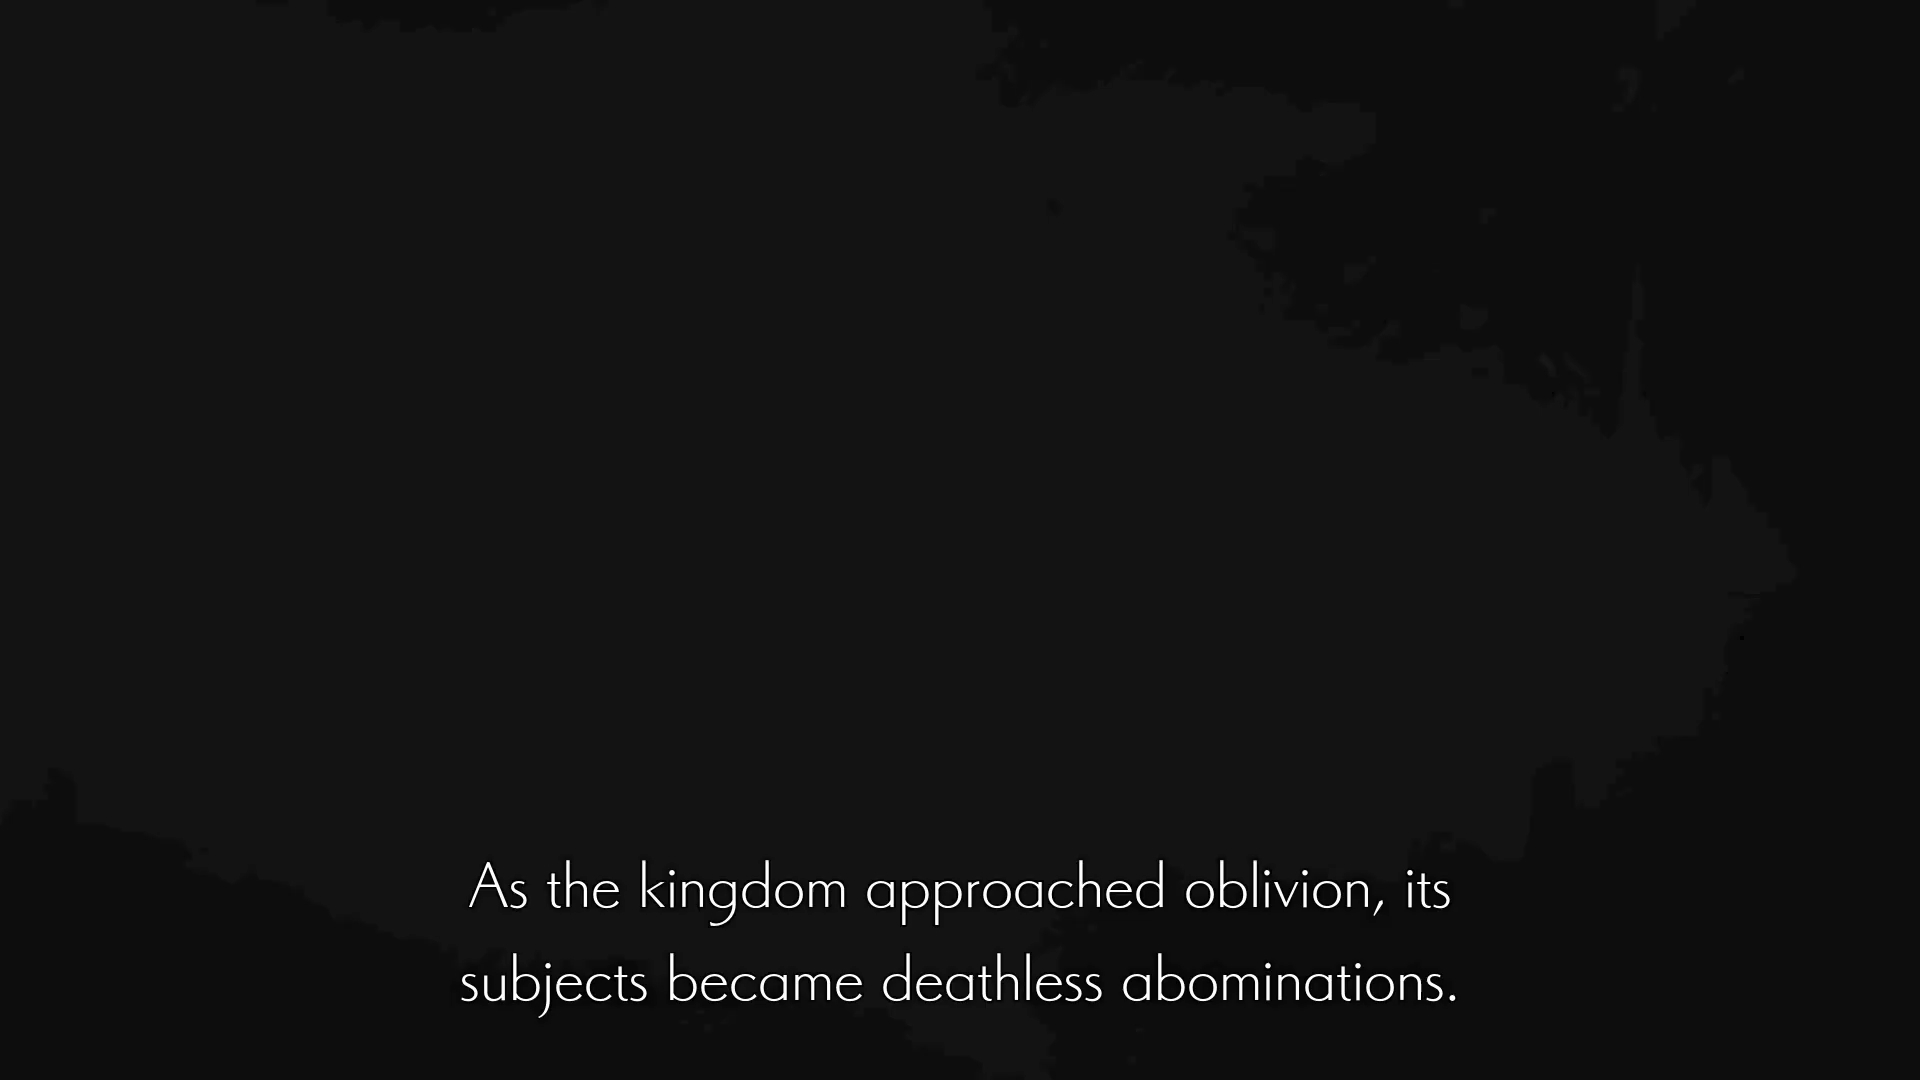 As the kingdom approached oblivion, its
subjects became deathless abominations.